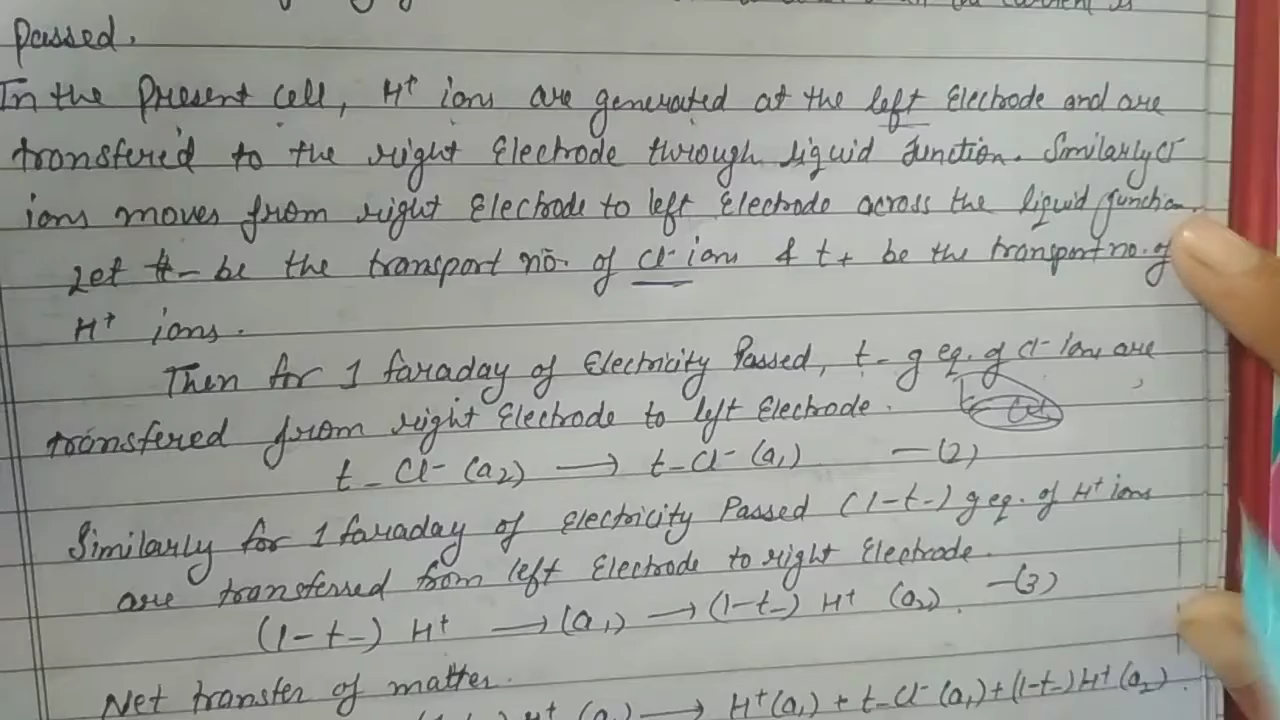 is
passed.
In the Present cell, H+ ions are generated at the left Electrode and are
transfered to the right Electrode through liquid Junction. Similarly Cl-
ions moves from right Electrode to left Electrode across the liquid function.
Let t- be the transport no. of Cl- ions & t+ be the transport no. of
H+ ions.
Then for 1 faraday of Electricity Passed, t- g eq. of Cl- ions are
transfered from right Electrode to left Electrode.
t- Cl- (a2) → t- Cl- (a1) —(2)
Similarly for 1 faraday of Electricity Passed (1-t-) g eq. of H+ ions
are transferred from left Electrode to right Electrode.
(1-t-) H+ → (a1) → (1-t-) H+ (a2). —(3)
Net transfer of matter.
H+ (a1) → H+(a1) + t- Cl- (a1) + (1-t-) H+ (a2).